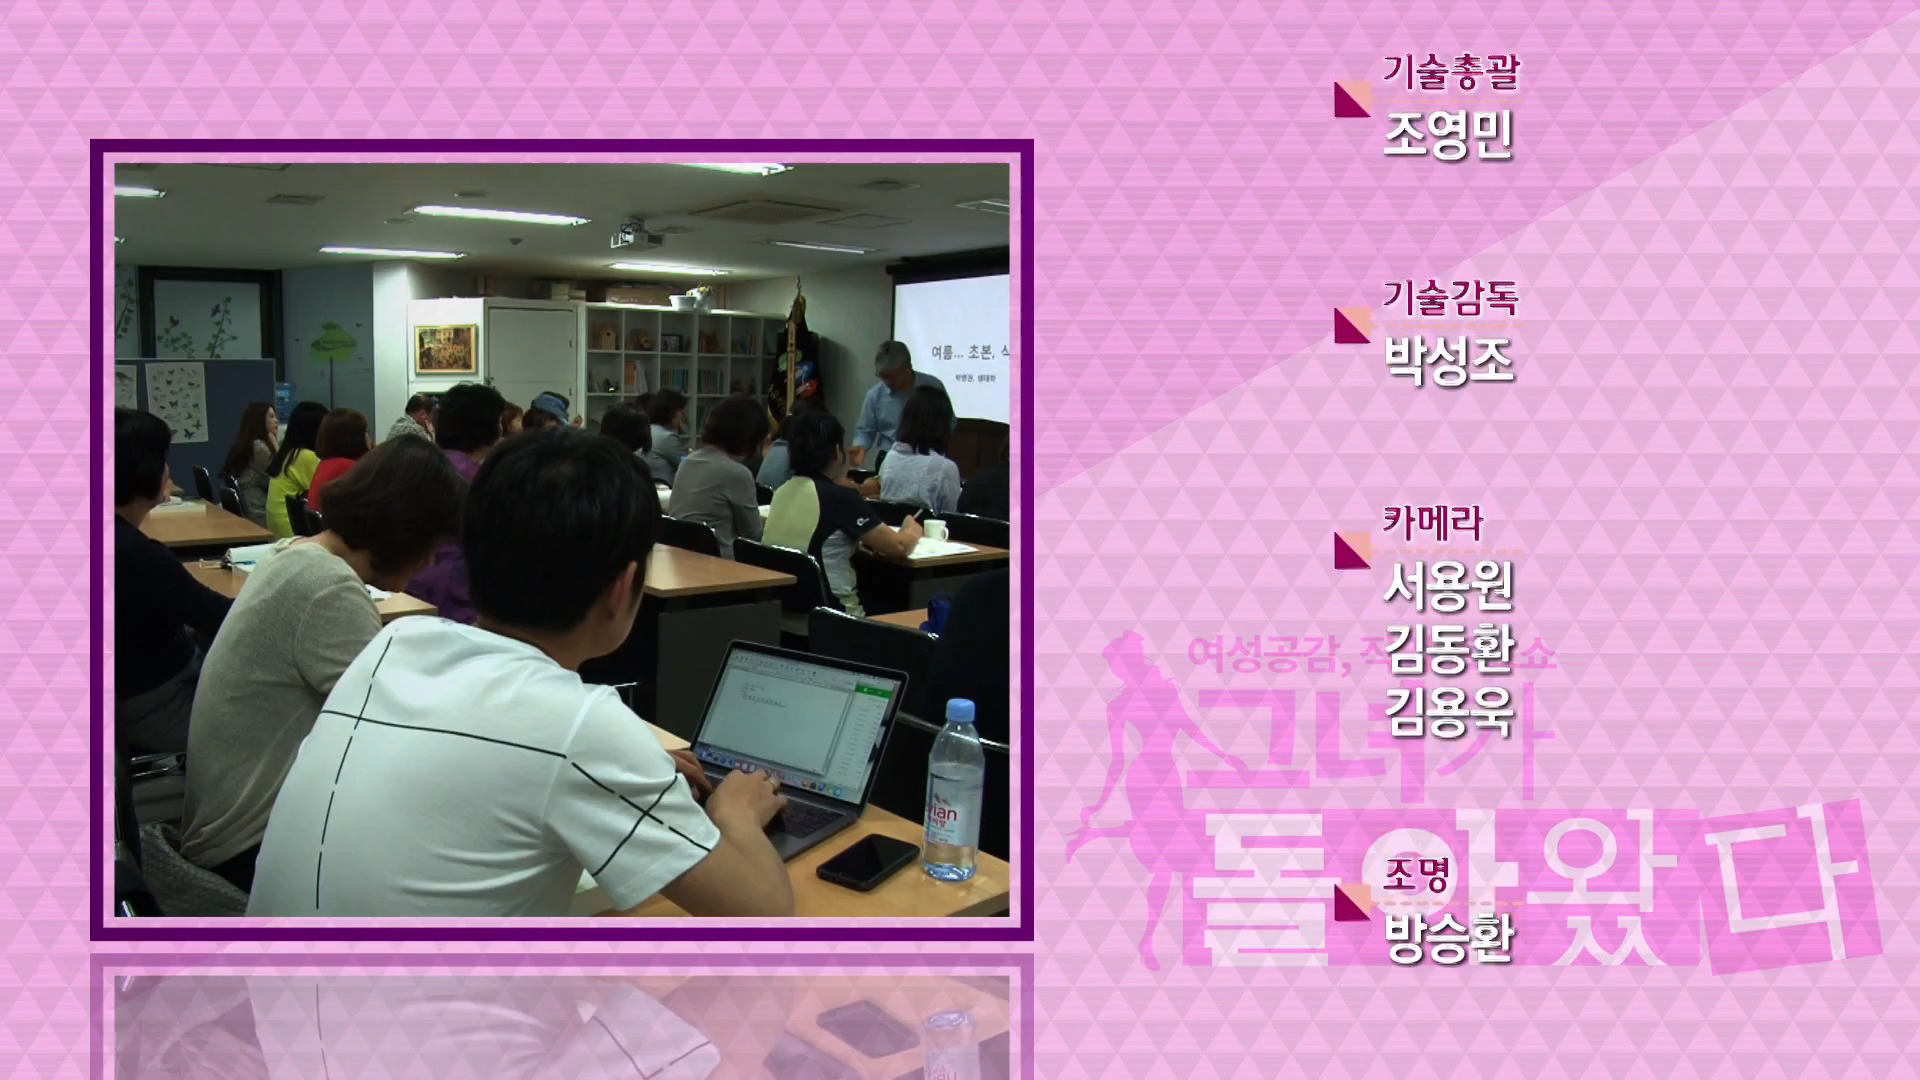 기술총괄
조영민
기술감독
박성조
카메라
서용원
김동환
김용욱
조명
방승환
여성공감,
쇼
그녀가
돌아왔다
여름... 초본,
evian